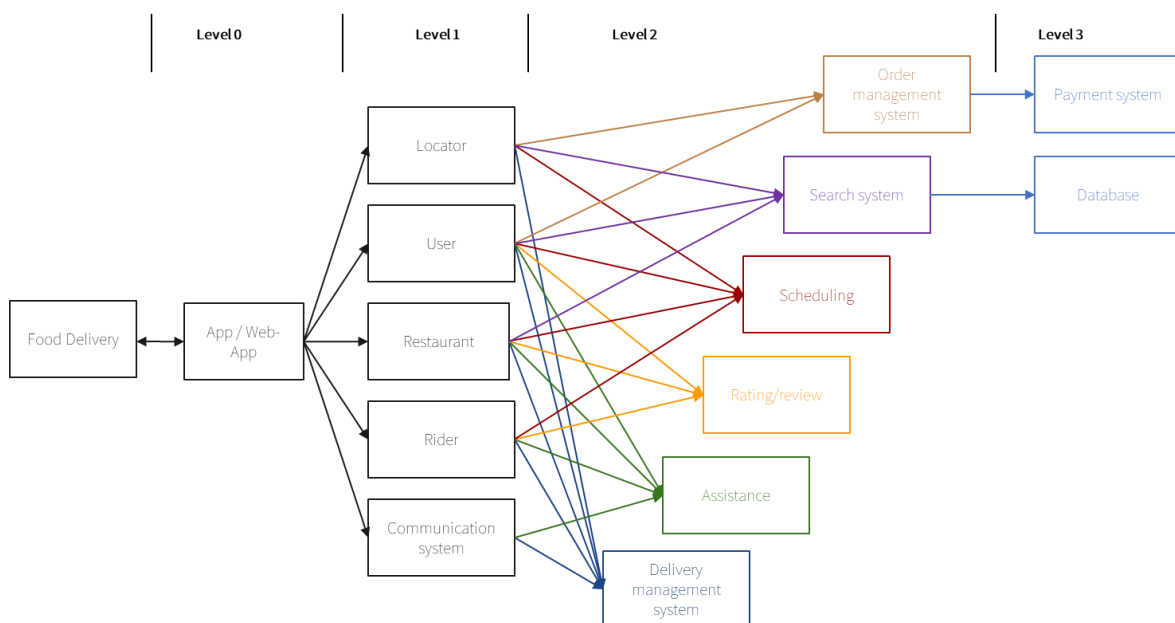 Level 0
Level 1
Level 2
Level 3
Order
management
system
Payment system
Locator
Search system
Database
User
Scheduling
Food Delivery
App / Web-
App
Restaurant
Rating/review
Rider
Assistance
Communication
system
Delivery
management
system